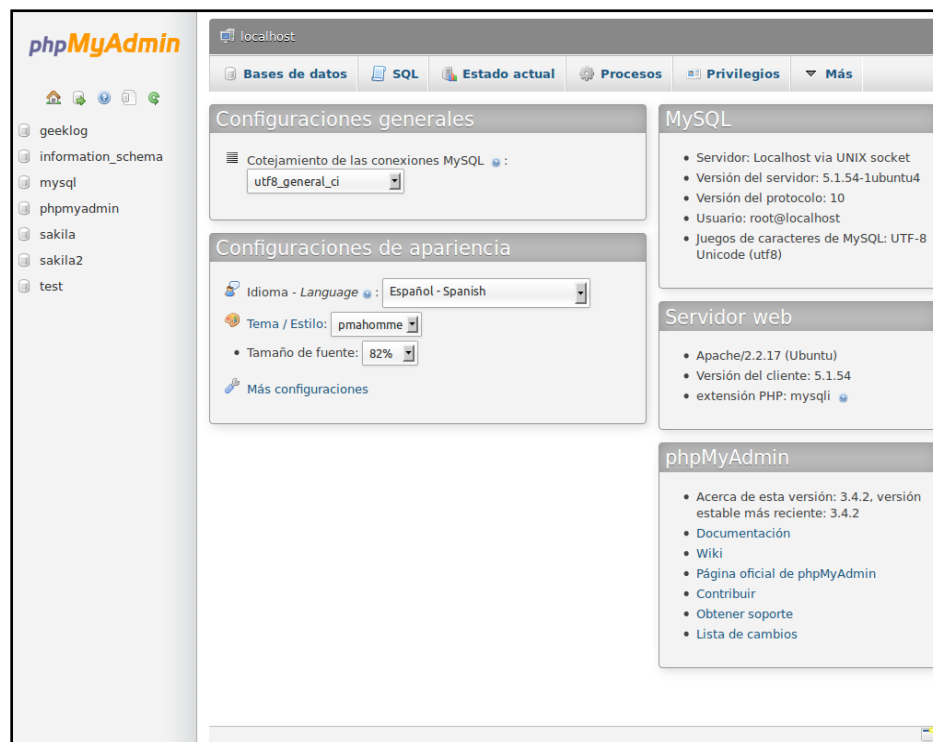 phpMyAdmin
geeklog
information_schema
mysql
phpmyadmin
sakila
sakila2
test
localhost
Bases de datos SQL Estado actual Procesos Privilegios Más
Configuraciones generales
Cotejamiento de las conexiones MySQL :
utf8_general_ci
Configuraciones de apariencia
Idioma - Language : Español - Spanish
Tema / Estilo: pmahomme
• Tamaño de fuente: 82%
Más configuraciones
MySQL
• Servidor: Localhost via UNIX socket
• Versión del servidor: 5.1.54-1ubuntu4
• Versión del protocolo: 10
• Usuario: root@localhost
• Juegos de caracteres de MySQL: UTF-8
Unicode (utf8)
Servidor web
• Apache/2.2.17 (Ubuntu)
• Versión del cliente: 5.1.54
• extensión PHP: mysqli
phpMyAdmin
• Acerca de esta versión: 3.4.2, versión
estable más reciente: 3.4.2
• Documentación
• Wiki
• Página oficial de phpMyAdmin
• Contribuir
• Obtener soporte
• Lista de cambios